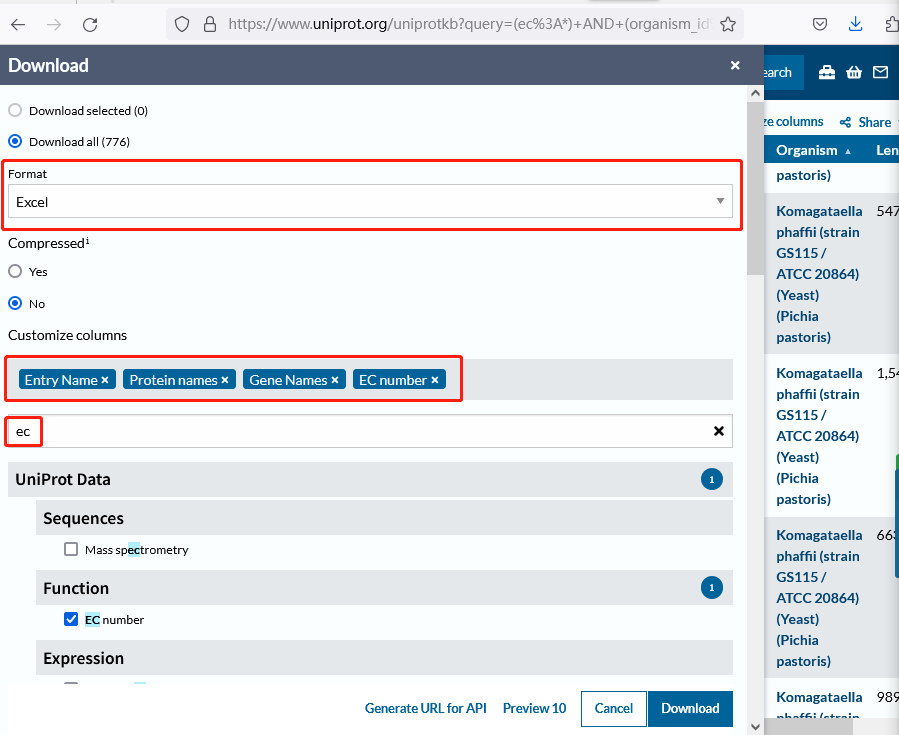 https://www.uniprot.org/uniprotkb?query=(ec%3A*)+AND+(organism_id
Download ×
earch
Download selected (0)
Download all (776)
ze columns Share
Organism Len
Format
Excel
pastoris)
Compressedi
Yes
No
Komagataella 547
phaffii (strain
GS115 /
ATCC 20864)
(Yeast)
(Pichia
pastoris)
Customize columns
Entry Name × Protein names × Gene Names × EC number ×
ec ×
Komagataella 1,54
phaffii (strain
GS115 /
ATCC 20864)
(Yeast)
(Pichia
pastoris)
UniProt Data 1
Sequences
Mass spectrometry
Function 1
EC number
Expression
Komagataella 663
phaffii (strain
GS115 /
ATCC 20864)
(Yeast)
(Pichia
pastoris)
Komagataella 989
phaffii (strain
Generate URL for API Preview 10 Cancel Download